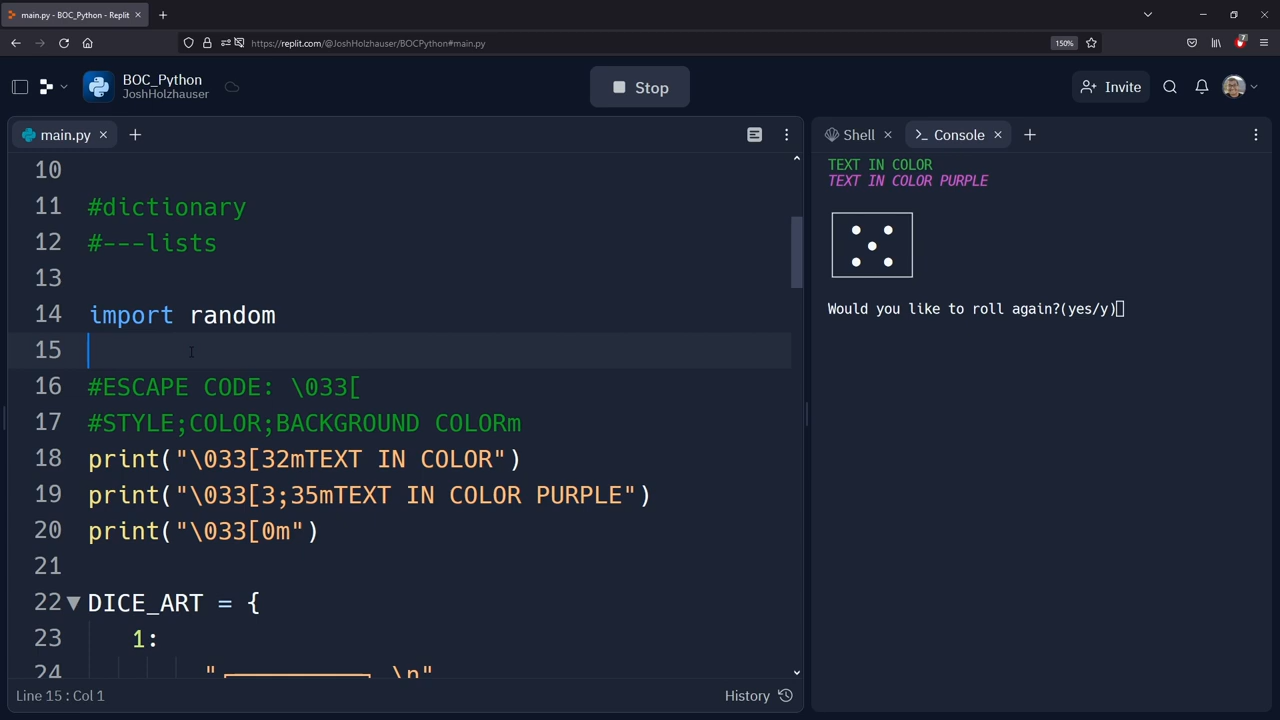 main.py - BOC_Python - Replit
https://replit.com/@JoshHolzhauser/BOCPython#main.py
150%
7
BOC_Python
JoshHolzhauser
Stop
Invite
main.py
10
11 #dictionary
12 #---lists
13
14 import random
15
16 #ESCAPE CODE: \033[
17 #STYLE;COLOR;BACKGROUND COLORm
18 print("\033[32mTEXT IN COLOR")
19 print("\033[3;35mTEXT IN COLOR PURPLE")
20 print("\033[0m")
21
22 DICE_ART = {
23 1:
24 "┌─────────┐\n"
Line 15 : Col 1
History
Shell
Console
TEXT IN COLOR
TEXT IN COLOR PURPLE
Would you like to roll again?(yes/y)